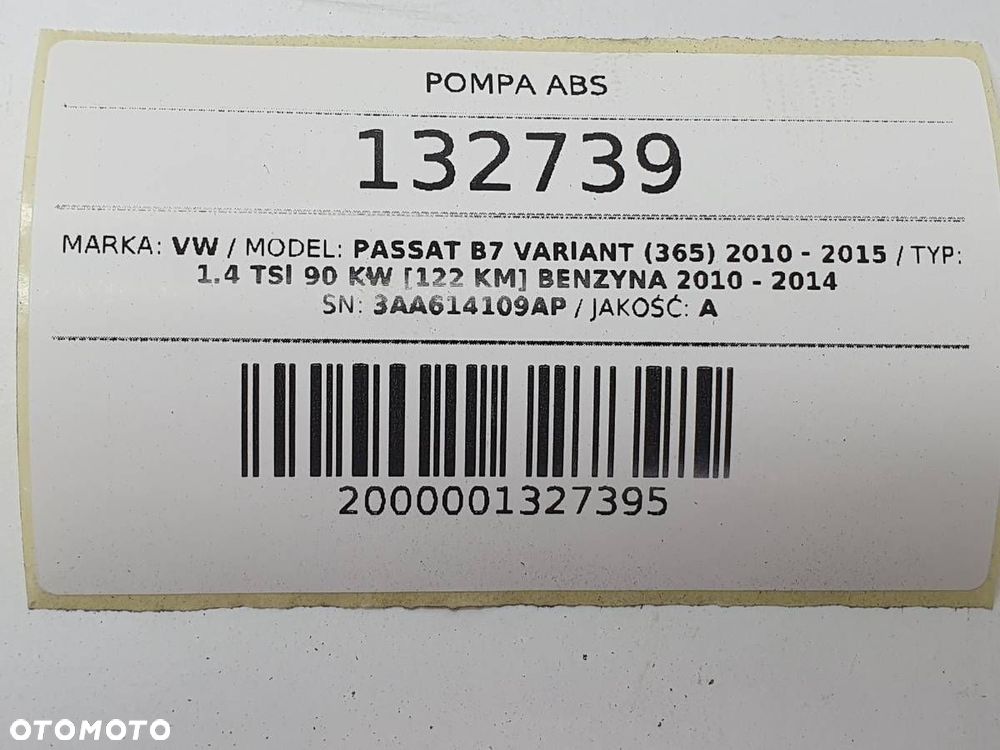 POMPA ABS
132739
MARKA: VW / MODEL: PASSAT B7 VARIANT (365) 2010 - 2015 / TYP:
1.4 TSI 90 KW [122 KM] BENZYNA 2010 - 2014
SN: 3AA614109AP / JAKOŚĆ: A
2000001327395
OTOMOTO